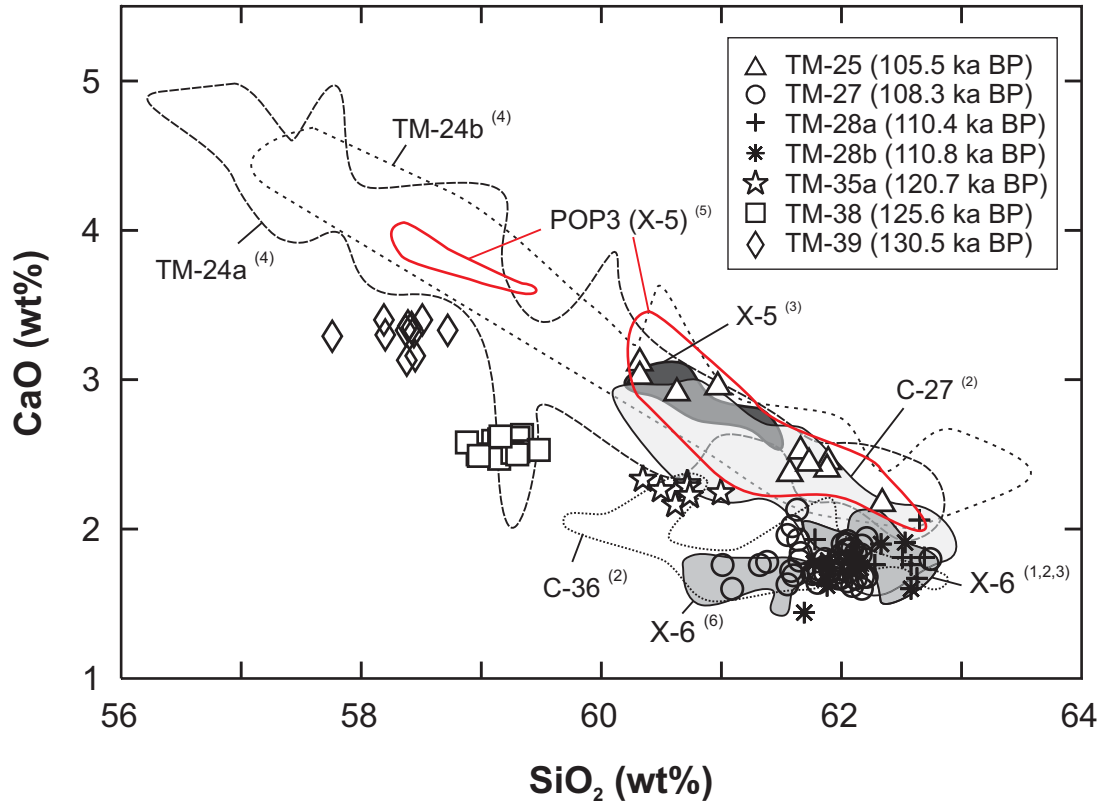 CaO (wt%)
5
4
3
2
1
56
58
60
62
64
SiO₂ (wt%)
TM-25 (105.5 ka BP)
TM-27 (108.3 ka BP)
TM-28a (110.4 ka BP)
TM-28b (110.8 ka BP)
TM-35a (120.7 ka BP)
TM-38 (125.6 ka BP)
TM-39 (130.5 ka BP)
TM-24b (4)
POP3 (X-5) (5)
TM-24a (4)
X-5 (3)
C-27 (2)
C-36 (2)
X-6 (1,2,3)
X-6 (6)